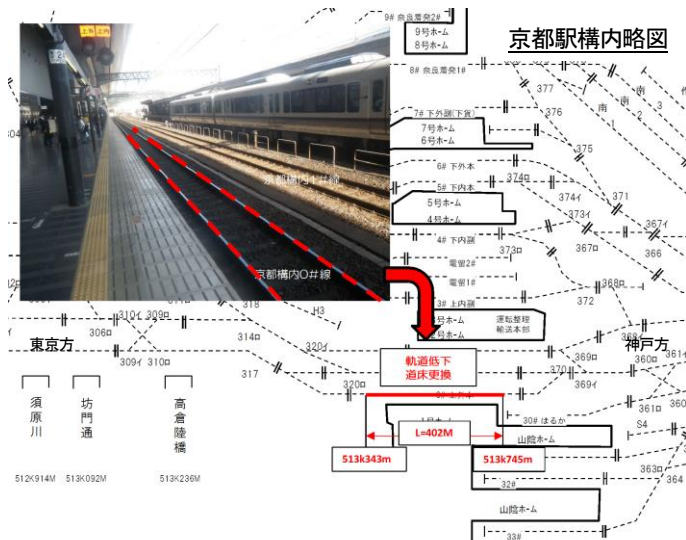 京都駅構内略図
9# 奈良着発2#
9号ホーム
8号ホーム
8# 奈良着発1#
7# 下外副(下貨)
7号ホーム
6号ホーム
6# 下外本
5# 下内本
5号ホーム
4号ホーム
4# 下内副
電留2#
電留1#
3# 上内副
運転整理
輸送本部
京都構内1#線
京都構内0#線
377
376
375
374ロ
374イ
373イ
373ロ
371
367イ
367ロ
366
368ロ
372
369ロ
369イ
370
360イ
360ロ
361イ
361ロ
363ロ
364
南
1
南
2
3
東京方
神戸方
310イ
306ロ
309イ
310ロ
309ロ
318
H3
314ロ
320イ
317
320ロ
軌道低下
道床更換
30# はるか
山陰ホーム
S4
L=402M
513k343m
513k745m
32#
山陰ホーム
33#
須原川
坊門通
高倉陸橋
512K914M
513K092M
513K236M